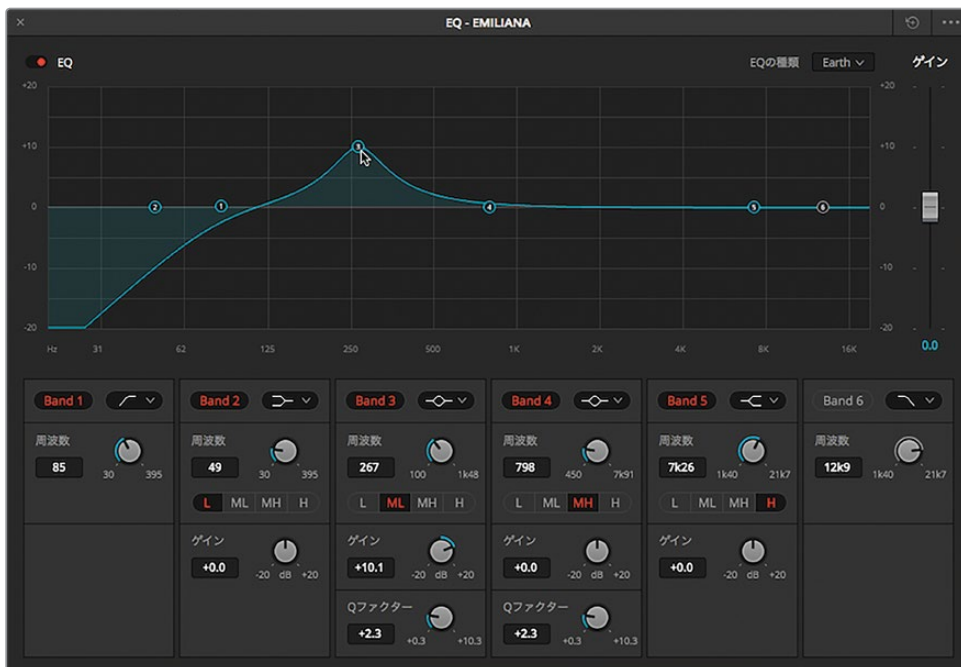 EQ - EMILIANA
EQ
EQの種類
Earth
ゲイン
+20
+10
0
-10
-20
+20
+10
0
-10
-20
0.0
1
2
3
4
5
6
Hz 31 62 125 250 500 1K 2K 4K 8K 16K
Band 1
周波数
85
30 395
Band 2
周波数
49
30 395
L ML MH H
ゲイン
+0.0
-20 dB +20
Band 3
周波数
267
100 1k48
L ML MH H
ゲイン
+10.1
-20 dB +20
Qファクター
+2.3
+0.3 +10.3
Band 4
周波数
798
450 7k91
L ML MH H
ゲイン
+0.0
-20 dB +20
Qファクター
+2.3
+0.3 +10.3
Band 5
周波数
7k26
1k40 21k7
L ML MH H
ゲイン
+0.0
-20 dB +20
Band 6
周波数
12k9
1k40 21k7